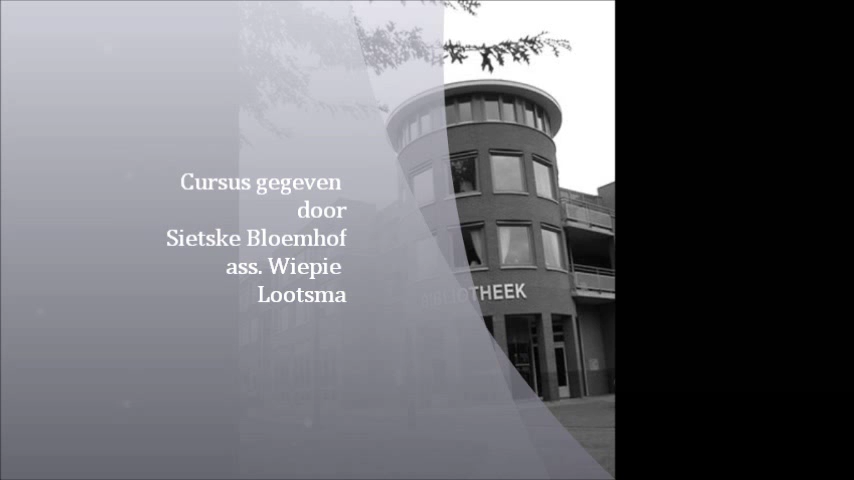 Cursus gegeven
door
Sietske Bloemhof
ass. Wiepie
Lootsma
BIBLIOTHEEK